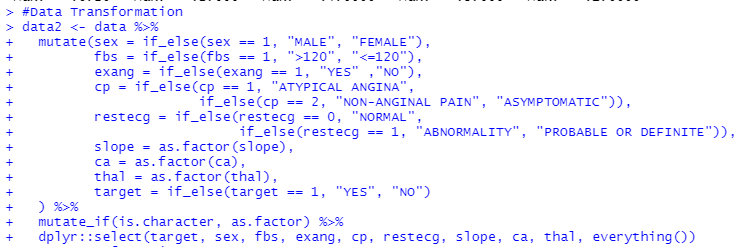 > #Data Transformation
> data2 <- data %>%
+   mutate(sex = if_else(sex == 1, "MALE", "FEMALE"),
+          fbs = if_else(fbs == 1, ">120", "<=120"),
+          exang = if_else(exang == 1, "YES" ,"NO"),
+          cp = if_else(cp == 1, "ATYPICAL ANGINA",
+                       if_else(cp == 2, "NON-ANGINAL PAIN", "ASYMPTOMATIC")),
+          restecg = if_else(restecg == 0, "NORMAL",
+                            if_else(restecg == 1, "ABNORMALITY", "PROBABLE OR DEFINITE")),
+          slope = as.factor(slope),
+          ca = as.factor(ca),
+          thal = as.factor(thal),
+          target = if_else(target == 1, "YES", "NO")
+   ) %>%
+   mutate_if(is.character, as.factor) %>%
+   dplyr::select(target, sex, fbs, exang, cp, restecg, slope, ca, thal, everything())